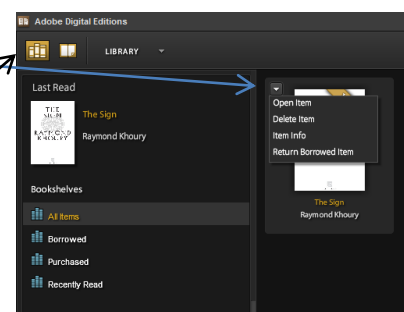 Adobe Digital Editions
LIBRARY
Last Read
THE
SIGN
RAYMOND
KHOURY
The Sign
Raymond Khoury
Bookshelves
All Items
Borrowed
Purchased
Recently Read
Open Item
Delete Item
Item Info
Return Borrowed Item
The Sign
Raymond Khoury